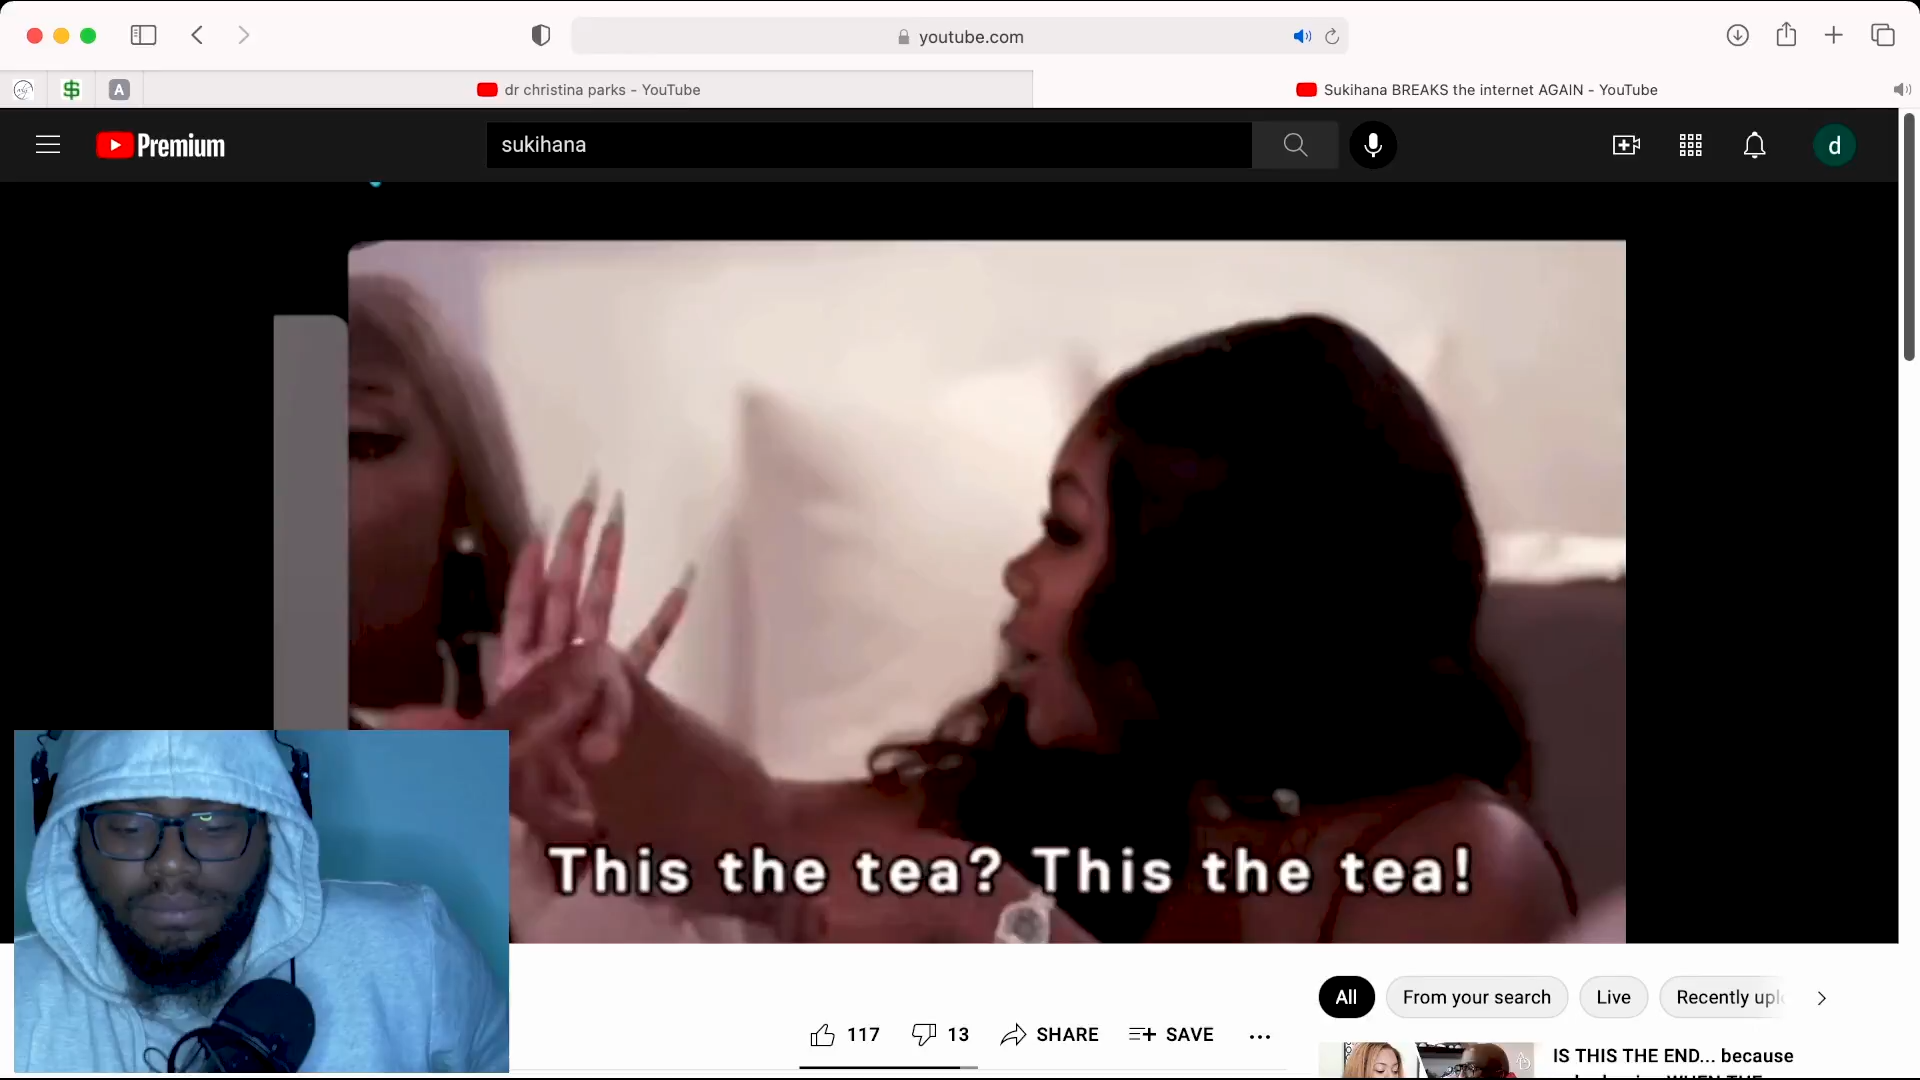 youtube.com
A
dr christina parks - YouTube
Sukihana BREAKS the internet AGAIN - YouTube
Premium
sukihana
d
This the tea? This the tea!
All
From your search
Live
Recently
117
13
SHARE
SAVE
IS THIS THE END... because